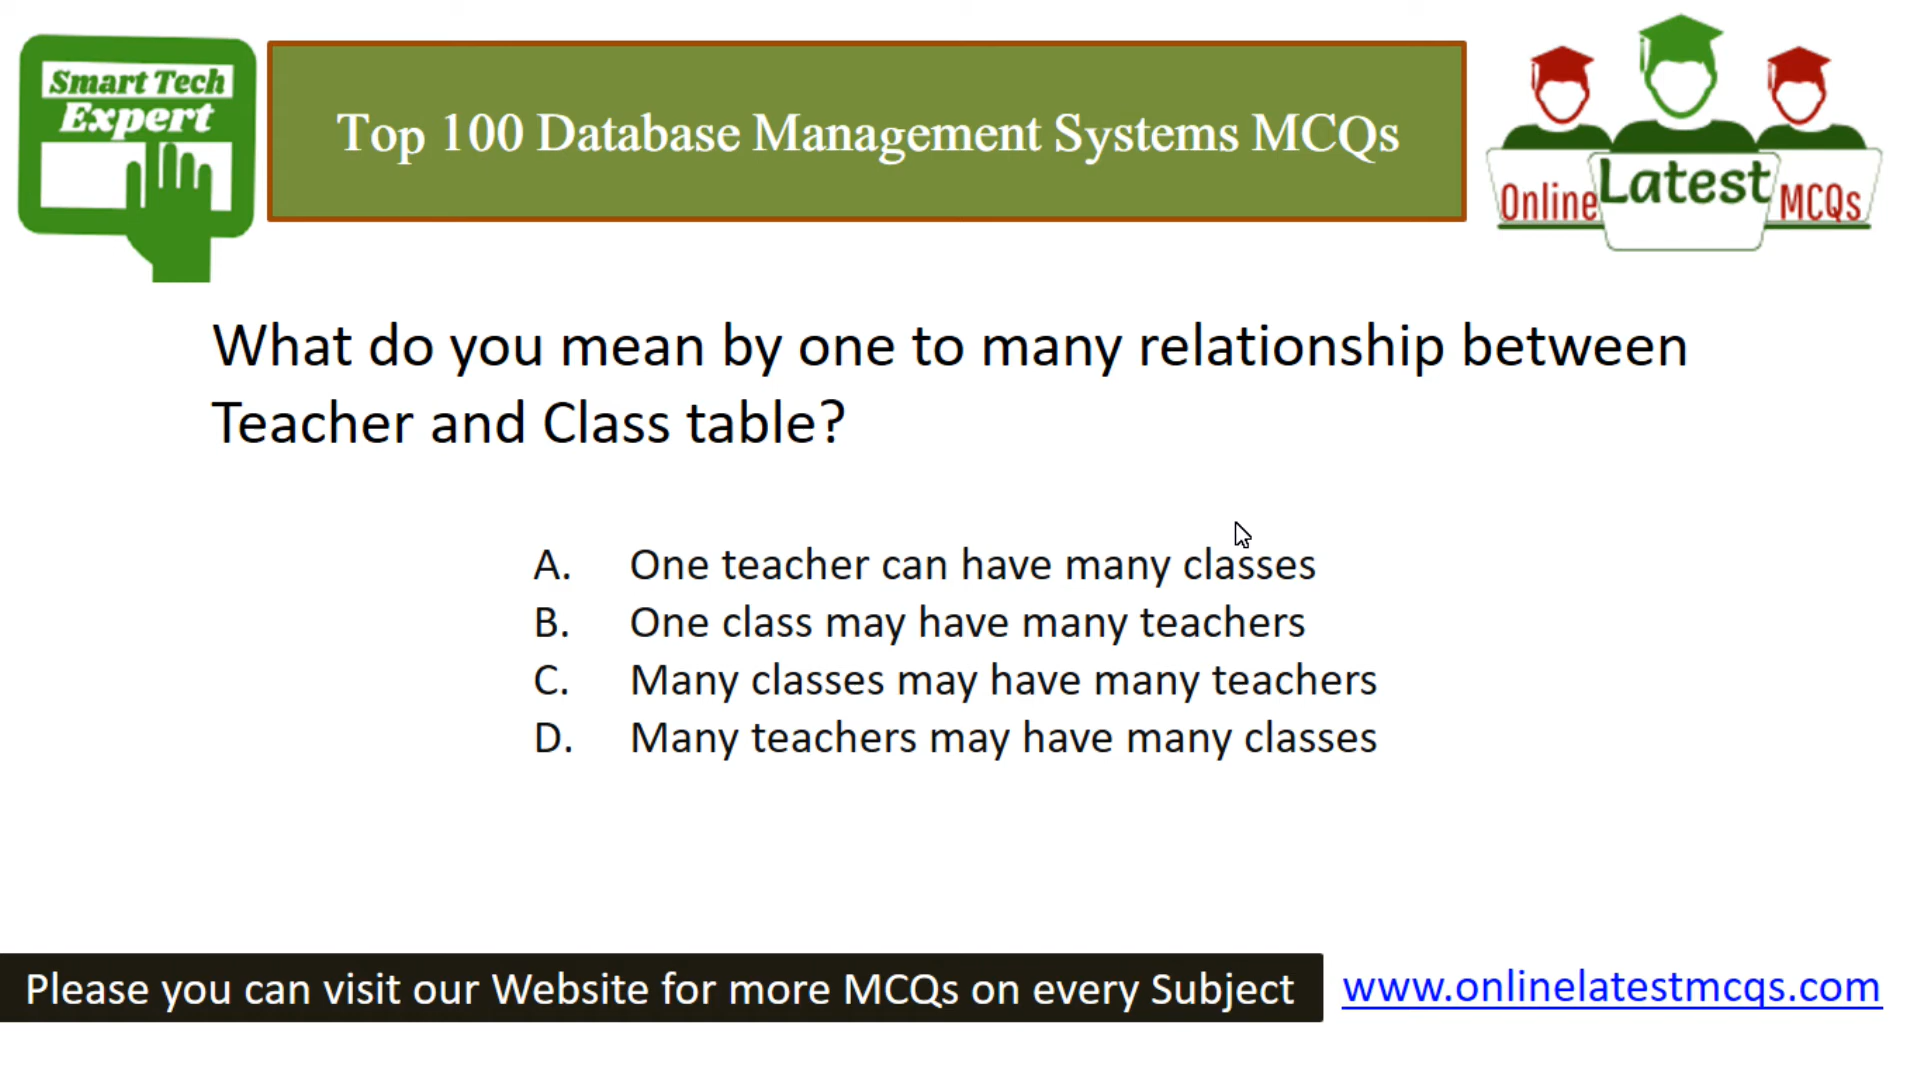 Smart Tech
Expert
Top 100 Database Management Systems MCQs
Online Latest MCQs
What do you mean by one to many relationship between
Teacher and Class table?
A. One teacher can have many classes
B. One class may have many teachers
C. Many classes may have many teachers
D. Many teachers may have many classes
Please you can visit our Website for more MCQs on every Subject www.onlinelatestmcqs.com